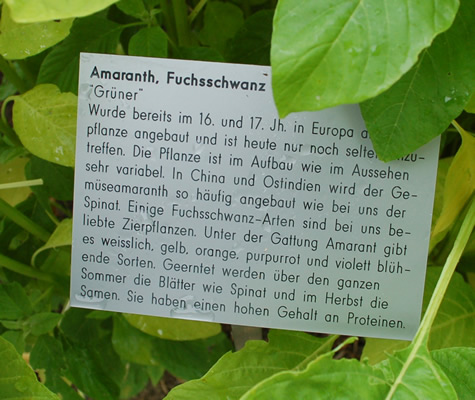 Amaranth, Fuchsschwanz
"Grüner"
Wurde bereits im 16. und 17. Jh. in Europa
pflanze angebaut und ist heute nur noch selten
treffen. Die Pflanze ist im Aufbau wie im Aussehen
sehr variabel. In China und Ostindien wird der Ge-
müseamaranth so häufig angebaut wie bei uns der
Spinat. Einige Fuchsschwanz-Arten sind bei uns be-
liebte Zierpflanzen. Unter der Gattung Amarant gibt
es weisslich, gelb, orange, purpurrot und violett blüh-
ende Sorten. Geerntet werden über den ganzen
Sommer die Blätter wie Spinat und im Herbst die
Samen. Sie haben einen hohen Gehalt an Proteinen.